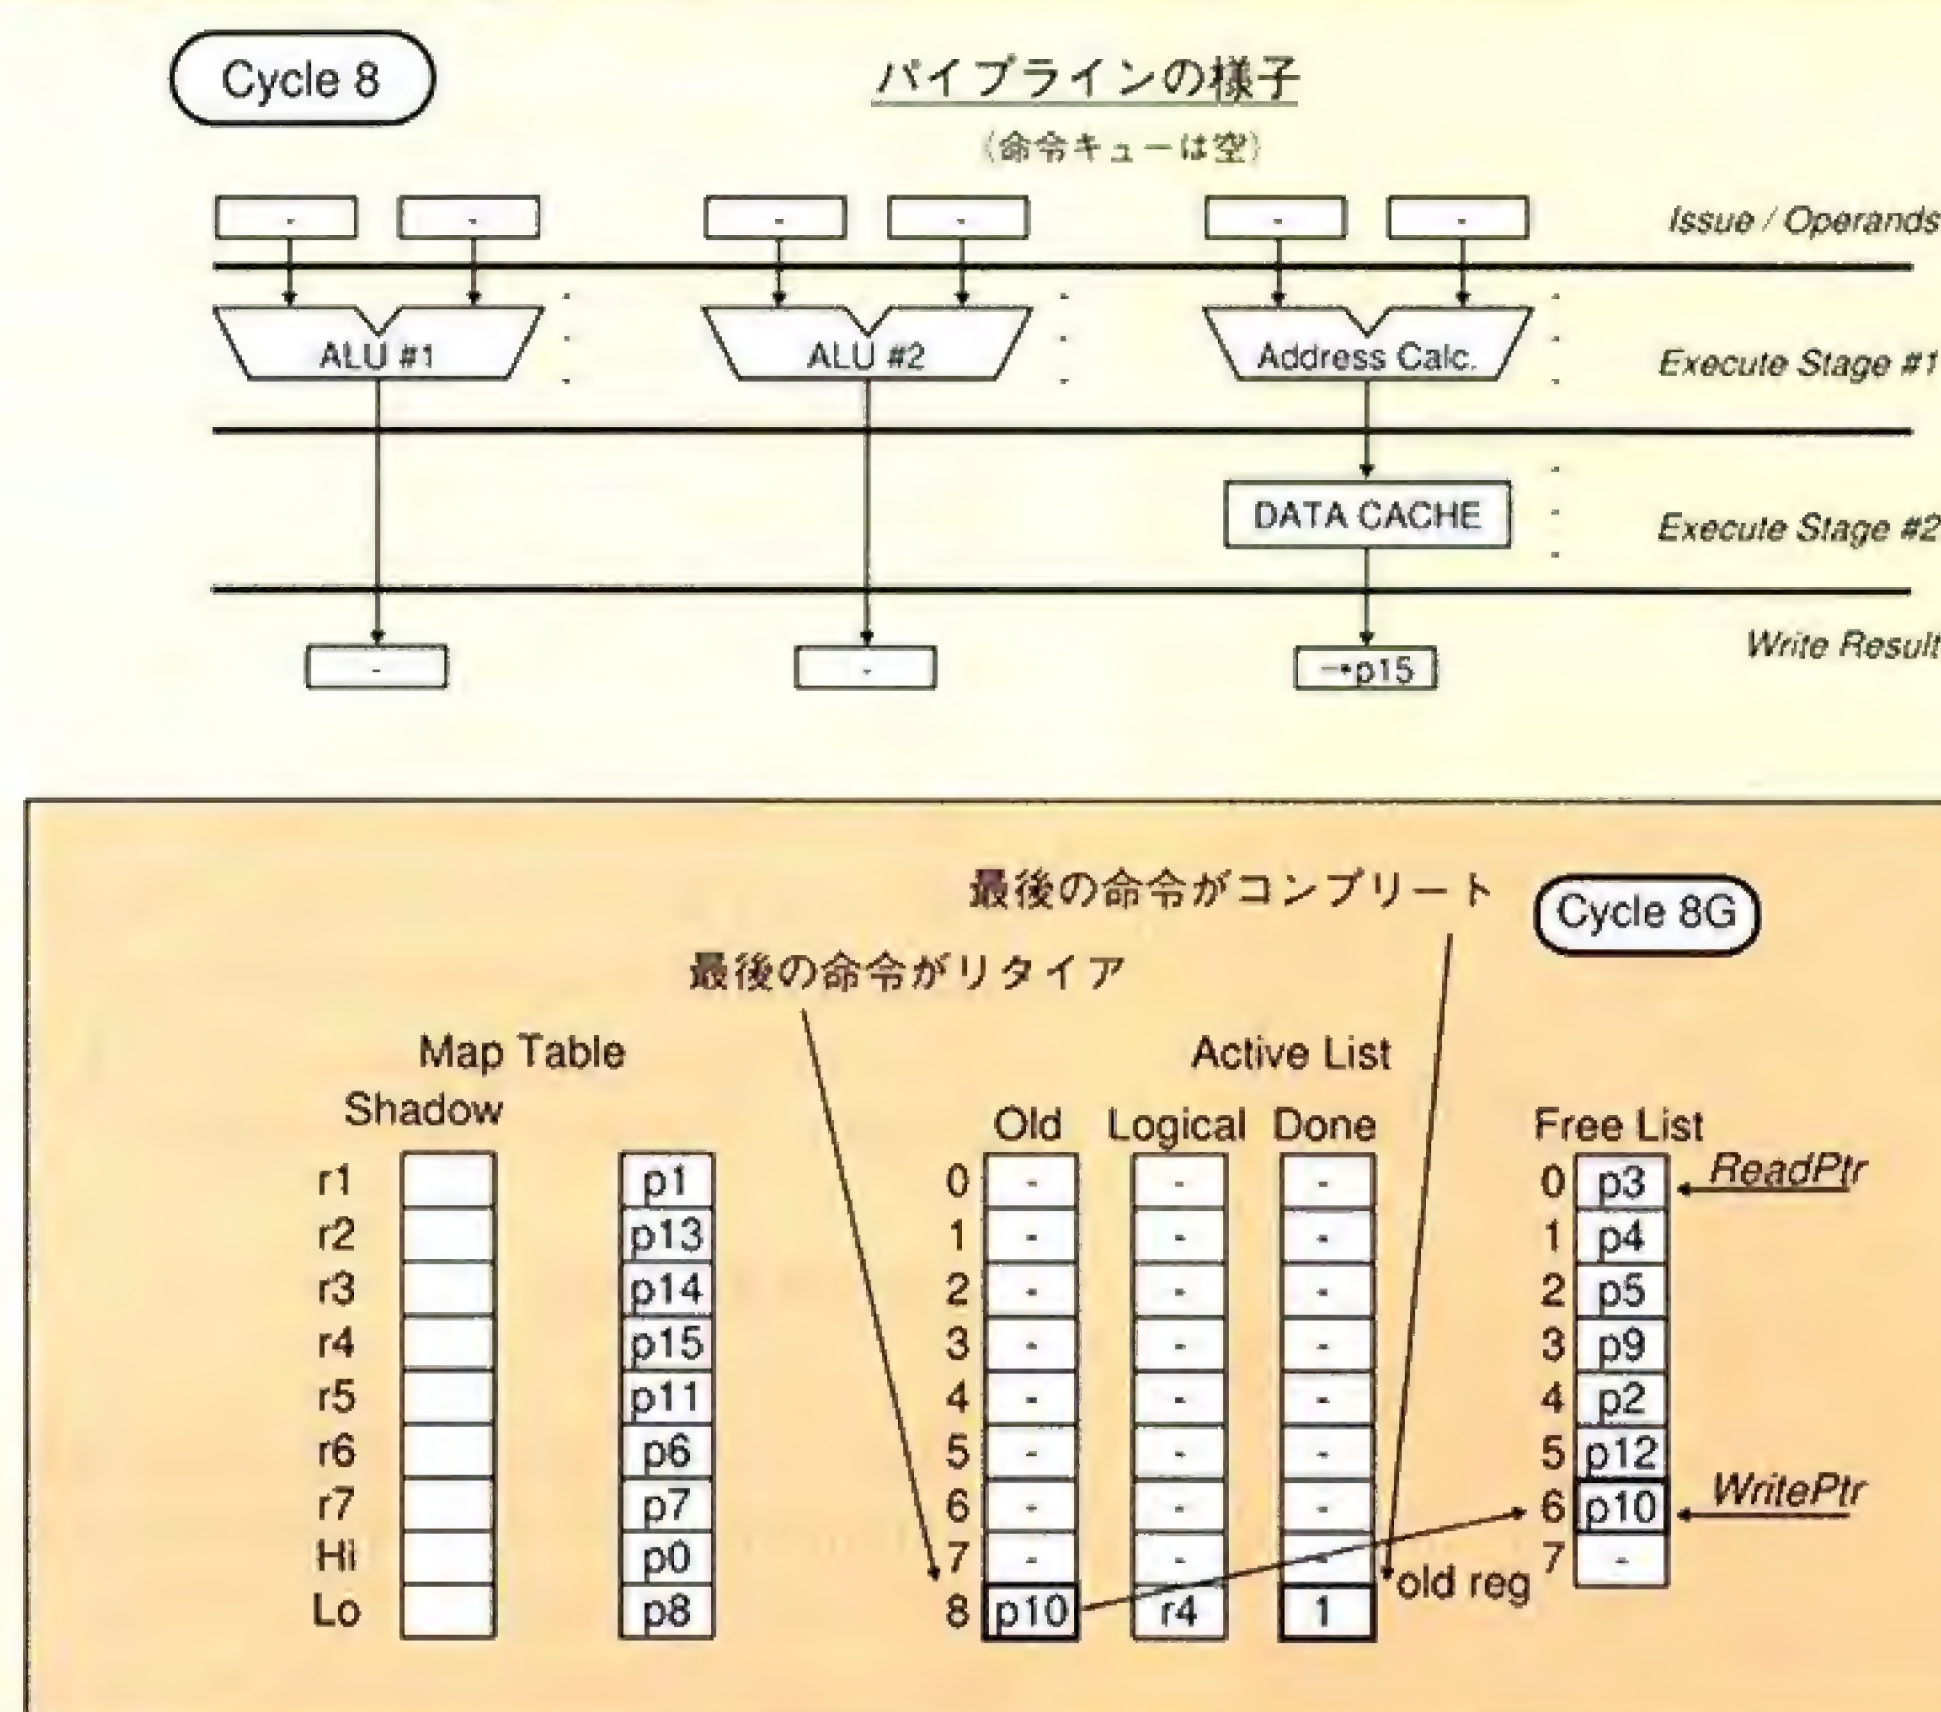 Cycle 8
パイプラインの様子
(命令キューは空)
- - - - - - Issue / Operands
ALU #1 ALU #2 Address Calc. Execute Stage #1
DATA CACHE Execute Stage #2
- - →p15 Write Result
最後の命令がコンプリート Cycle 8G
最後の命令がリタイア
Map Table Active List
Shadow
Old Logical Done Free List
r1 p1 0 - - - 0 p3 ReadPtr
r2 p13 1 - - - 1 p4
r3 p14 2 - - - 2 p5
r4 p15 3 - - - 3 p9
r5 p11 4 - - - 4 p2
r6 p6 5 - - - 5 p12
r7 p7 6 - - - 6 p10 WritePtr
Hi p0 7 - - - 7 -
Lo p8 8 p10 r4 1 old reg